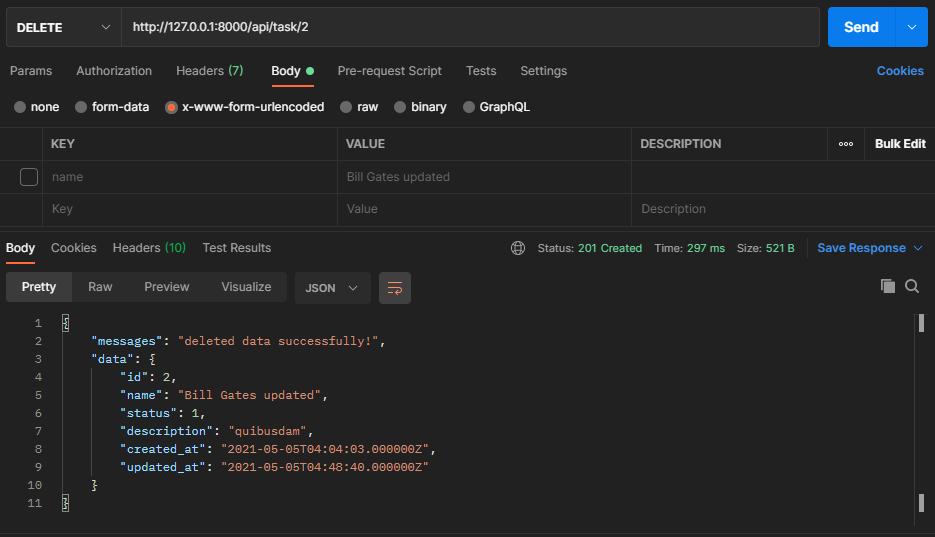 DELETE http://127.0.0.1:8000/api/task/2 Send
Params Authorization Headers (7) Body Pre-request Script Tests Settings Cookies
none form-data x-www-form-urlencoded raw binary GraphQL
KEY VALUE DESCRIPTION Bulk Edit
name Bill Gates updated
Key Value Description
Body Cookies Headers (10) Test Results Status: 201 Created Time: 297 ms Size: 521 B Save Response
Pretty Raw Preview Visualize JSON
1 {
2 "messages": "deleted data successfully!",
3 "data": {
4 "id": 2,
5 "name": "Bill Gates updated",
6 "status": 1,
7 "description": "quibusdam",
8 "created_at": "2021-05-05T04:04:03.000000Z",
9 "updated_at": "2021-05-05T04:48:40.000000Z"
10 }
11 }